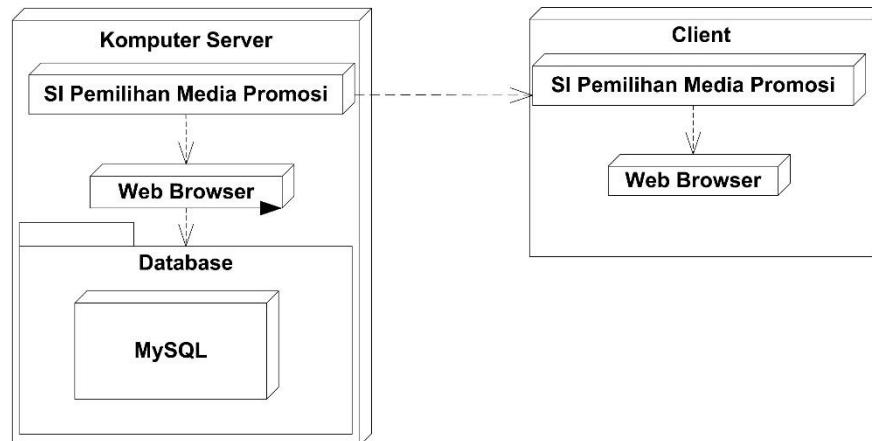 Komputer Server
SI Pemilihan Media Promosi
Web Browser
Database
MySQL
Client
SI Pemilihan Media Promosi
Web Browser